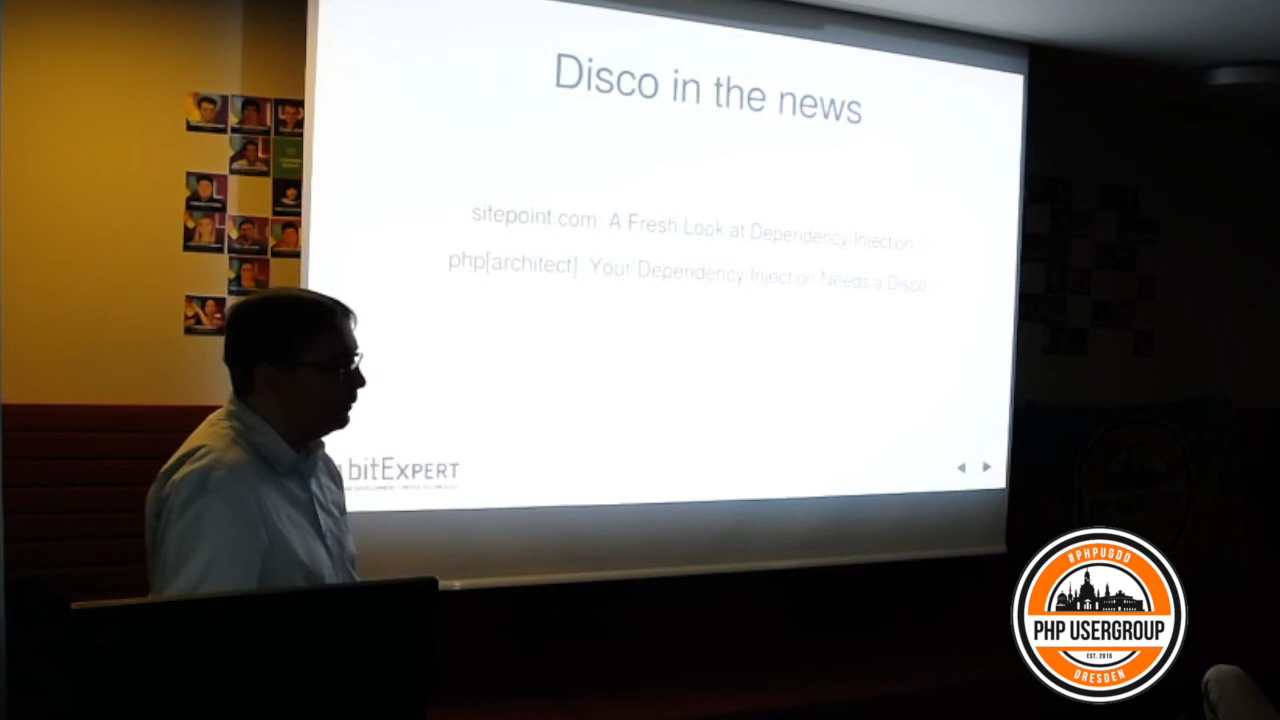 Disco in the news
sitepoint.com: A Fresh Look at Dependency Injection
php[architect]: Your Dependency Injection Needs a Disco
bitExpert
#PHPUGDD
PHP USERGROUP
EST. 2015
DRESDEN